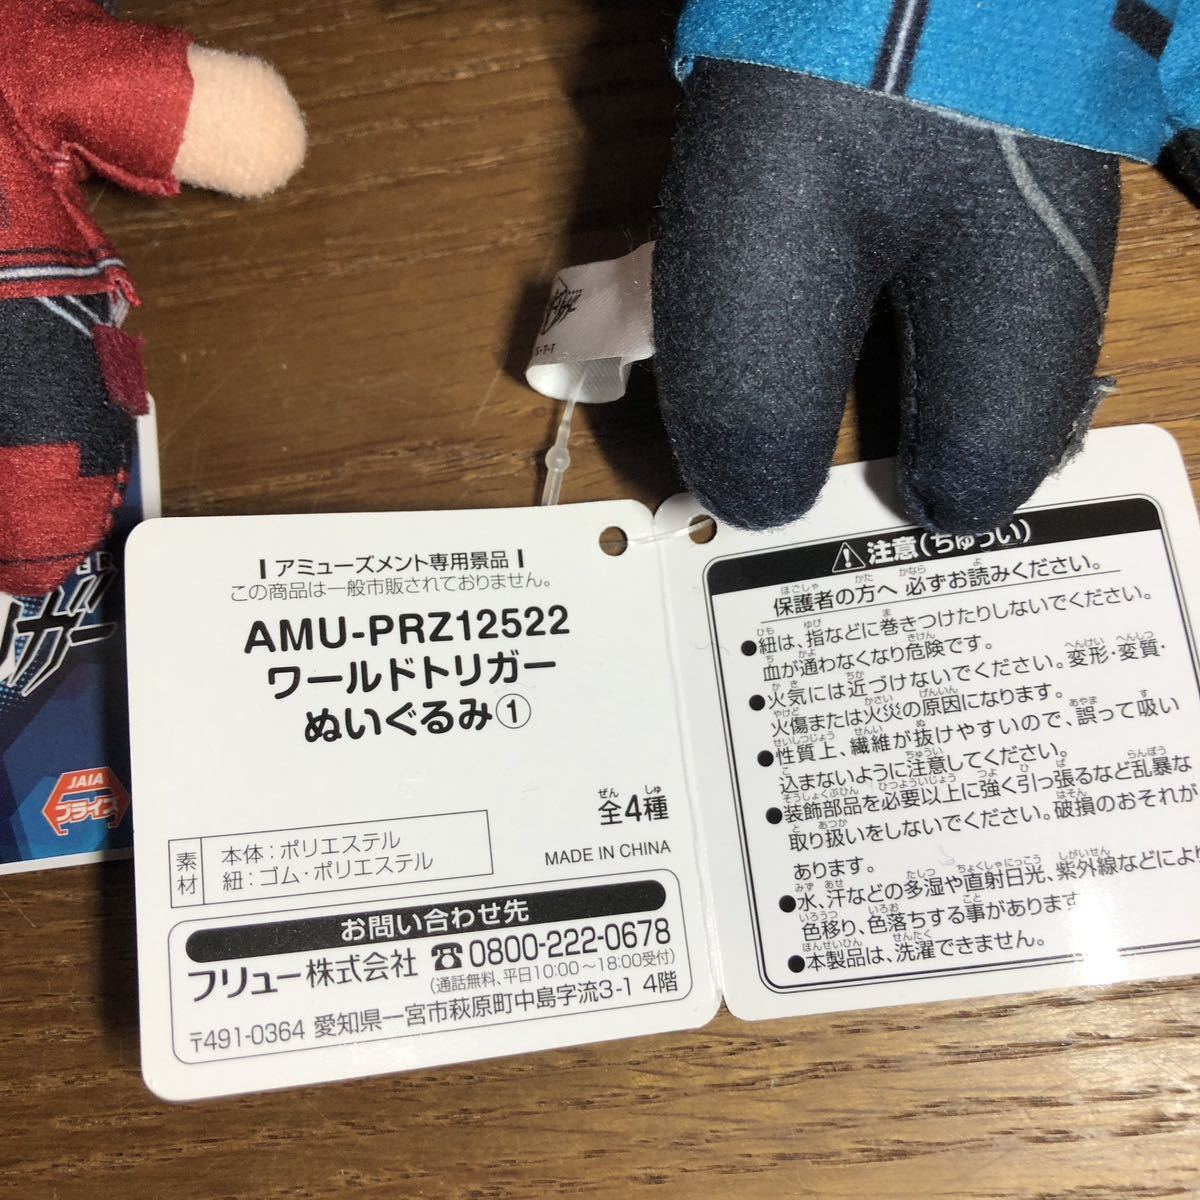 アミューズメント専用景品
この商品は一般市販されておりません。
AMU-PRZ12522
ワールドトリガー
ぬいぐるみ①
ぜん しゅ
全4種
素材
本体：ポリエステル
紐：ゴム・ポリエステル
MADE IN CHINA
お問い合わせ先
フリュー株式会社 ☎0800-222-0678
(通話無料、平日10:00〜18:00受付)
〒491-0364 愛知県一宮市萩原町中島字流3-1 4階
注意(ちゅうい)
保護者の方へ 必ずお読みください。
●紐は、指などに巻きつけたりしないでください。
血が通わなくなり危険です。
●火気には近づけないでください。変形・変質・
火傷または火災の原因になります。
●性質上、繊維が抜けやすいので、誤って吸い
込まないように注意してください。
●装飾部品を必要以上に強く引っ張るなど乱暴な
取り扱いをしないでください。破損のおそれが
あります。
●水、汗などの多湿や直射日光、紫外線などにより
色移り、色落ちする事があります
●本製品は、洗濯できません。
JAIA
プライズ
ガー